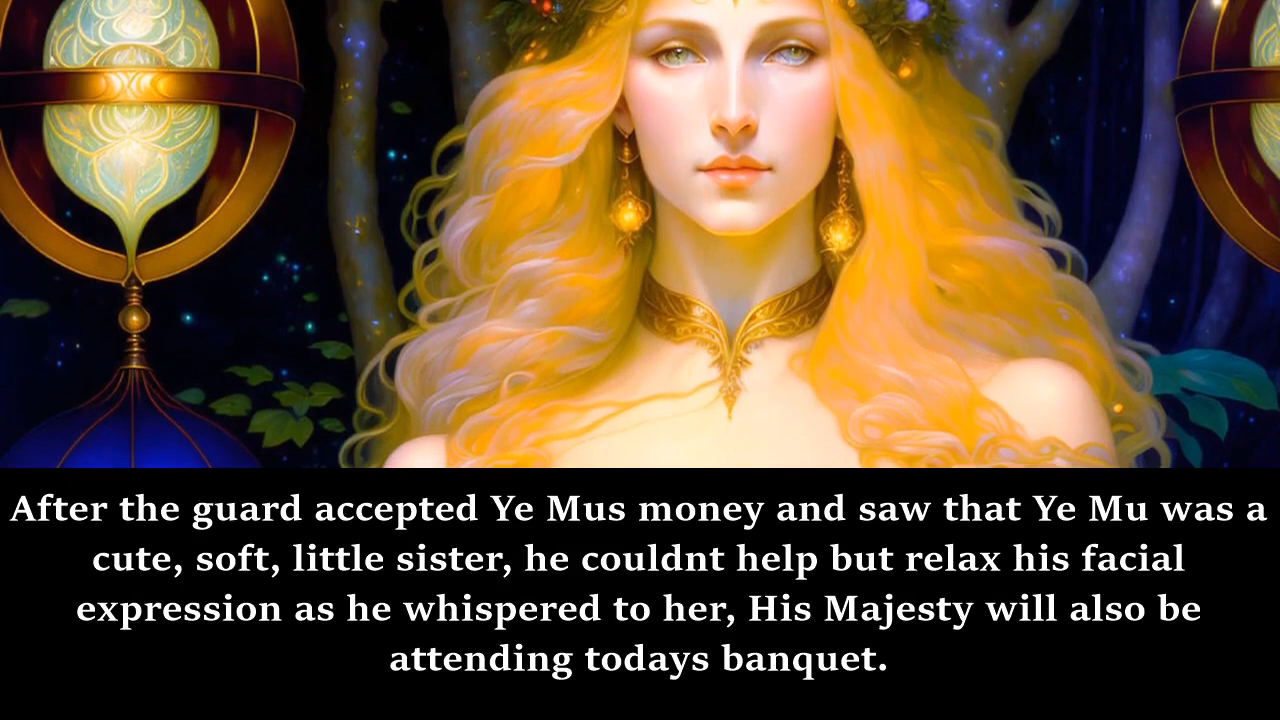 After the guard accepted Ye Mus money and saw that Ye Mu was a
cute, soft, little sister, he couldnt help but relax his facial
expression as he whispered to her, His Majesty will also be
attending todays banquet.